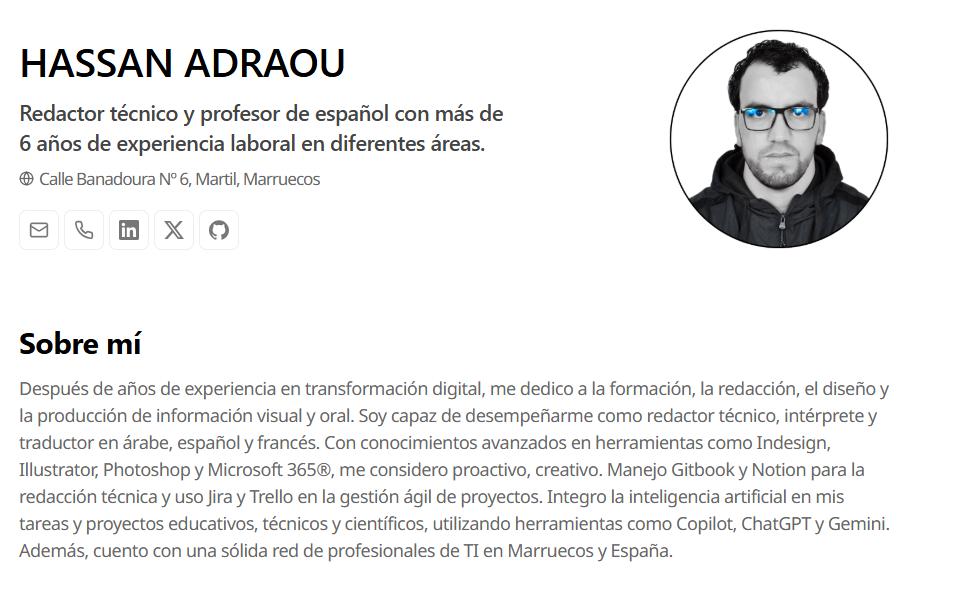 HASSAN ADRAOU
Redactor técnico y profesor de español con más de
6 años de experiencia laboral en diferentes áreas.
Calle Banadoura Nº 6, Martil, Marruecos
Sobre mí
Después de años de experiencia en transformación digital, me dedico a la formación, la redacción, el diseño y
la producción de información visual y oral. Soy capaz de desempeñarme como redactor técnico, intérprete y
traductor en árabe, español y francés. Con conocimientos avanzados en herramientas como Indesign,
Illustrator, Photoshop y Microsoft 365®, me considero proactivo, creativo. Manejo Gitbook y Notion para la
redacción técnica y uso Jira y Trello en la gestión ágil de proyectos. Integro la inteligencia artificial en mis
tareas y proyectos educativos, técnicos y científicos, utilizando herramientas como Copilot, ChatGPT y Gemini.
Además, cuento con una sólida red de profesionales de TI en Marruecos y España.